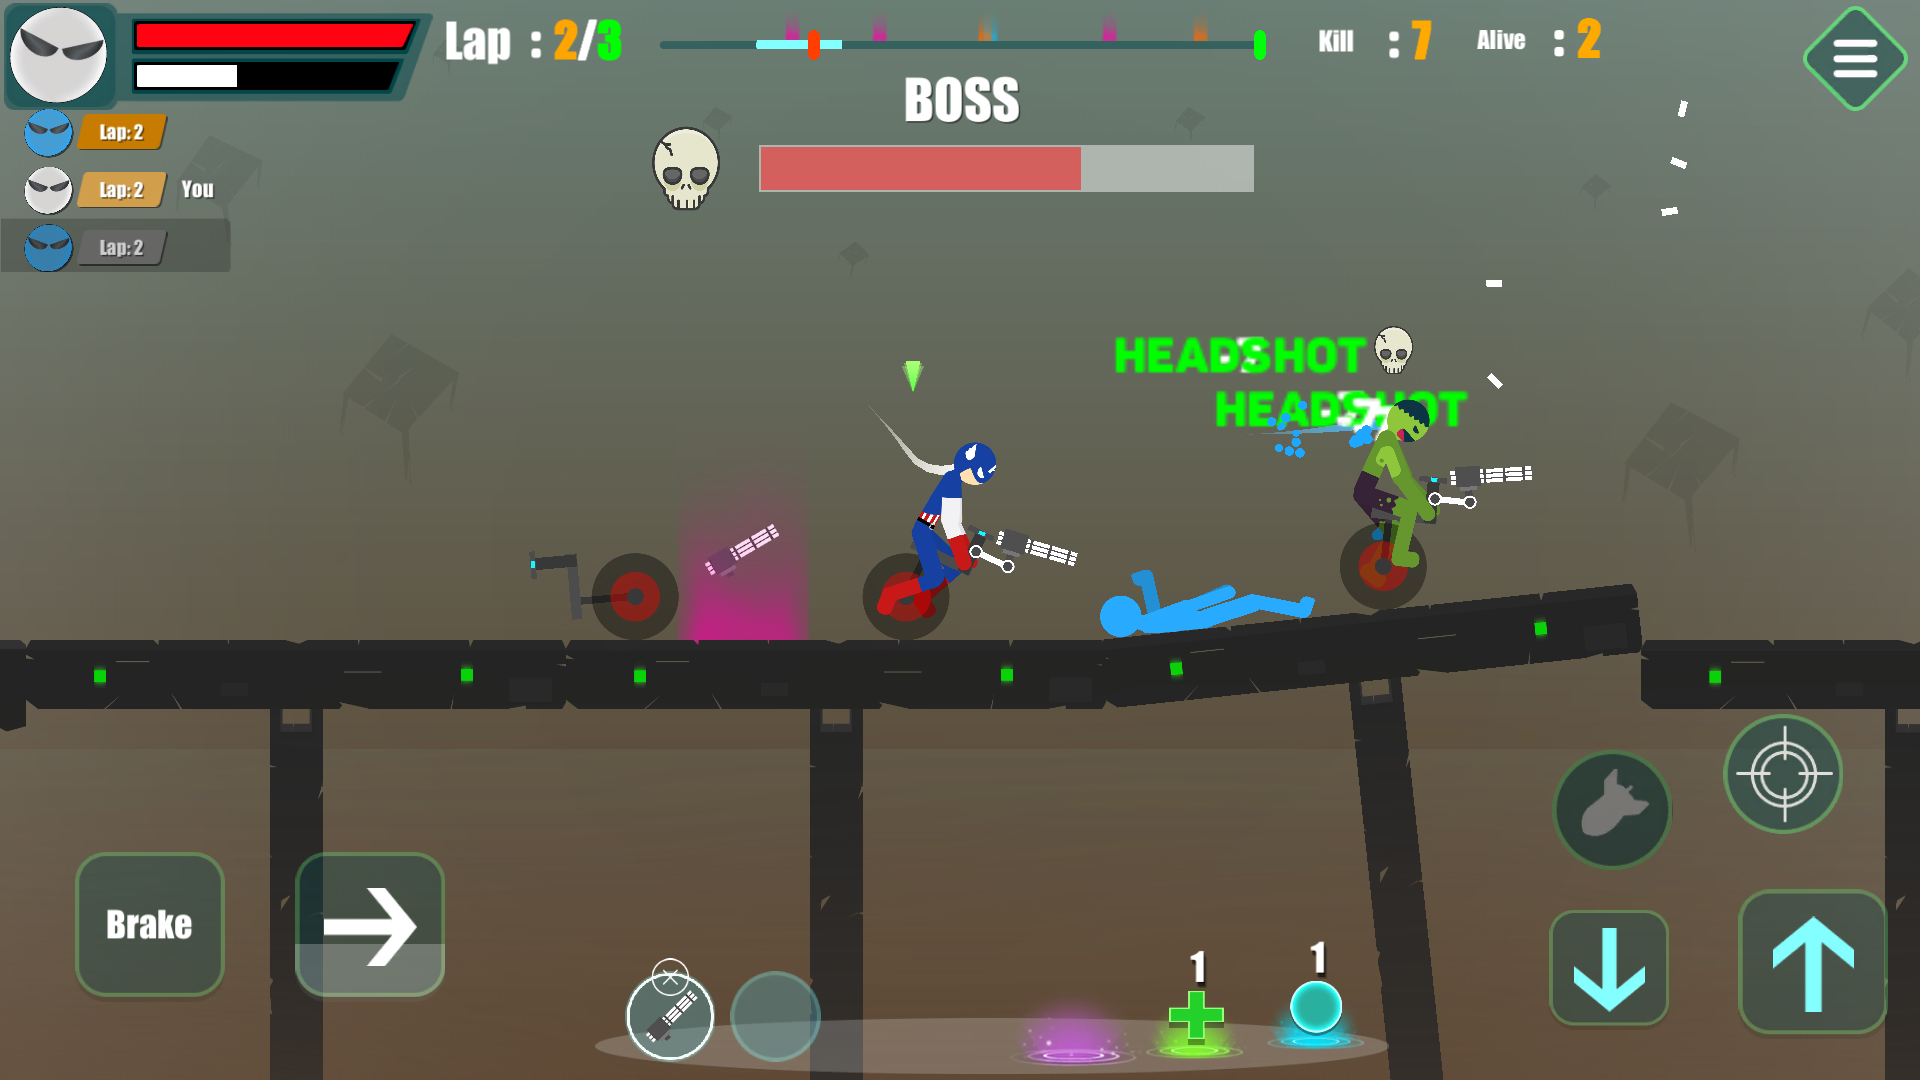 Lap : 2/3
Kill : 7 Alive : 2
BOSS
Lap: 2
Lap: 2 You
Lap: 2
HEADSHOT
HEADSHOT
Brake
1
1